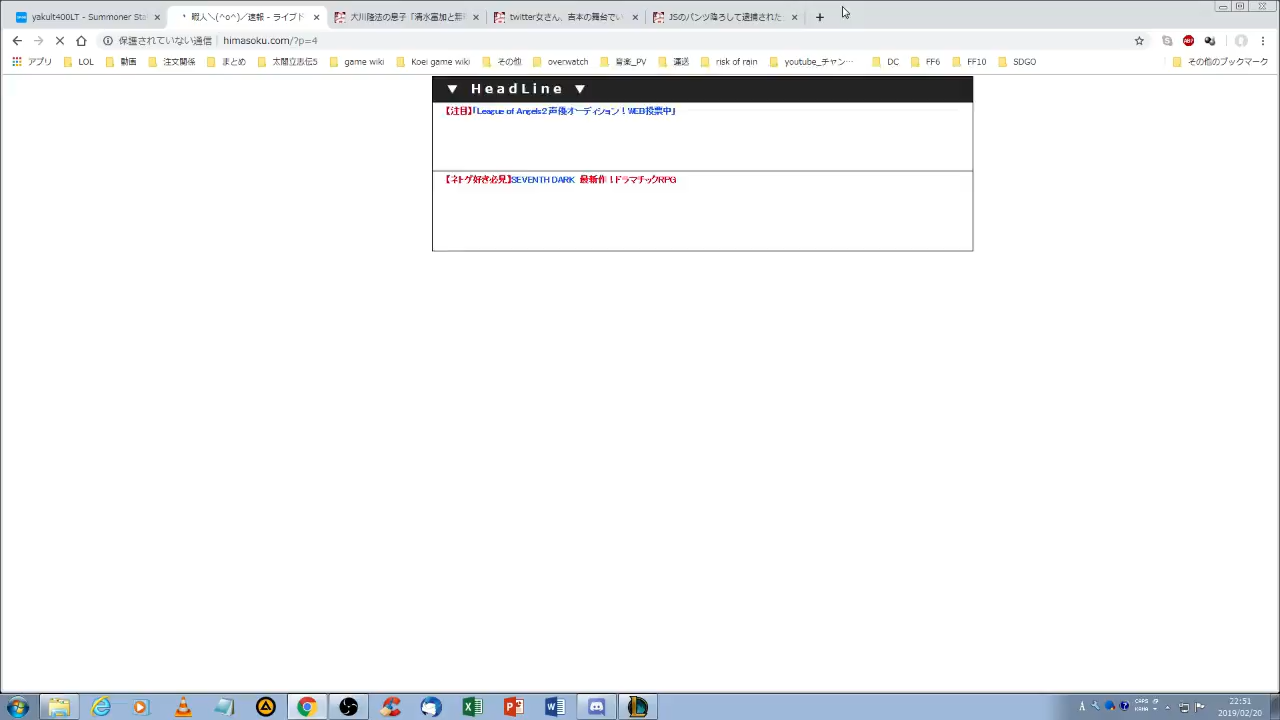 yakult400LT - Summoner Sta
暇人＼(^o^)／速報 - ライブド
大川隆法の息子「清水富加と
twitter女さん、吉本の舞台でい
JSのパンツ降ろして逮捕された
保護されていない通信 | himasoku.com/?p=4
アプリ LOL 動画 注文関係 まとめ 太閤立志伝5 game wiki Koei game wiki その他 overwatch 音楽_PV 運送 risk of rain youtube_チャン… DC FF6 FF10 SDGO その他のブックマーク
▼ HeadLine ▼
【注目】「League of Angels2 声優オーディション！WEB投票中」
【ネトゲ好き必見】SEVENTH DARK 最新作！ドラマチックRPG
CAPS
KANA
22:51
2019/02/20